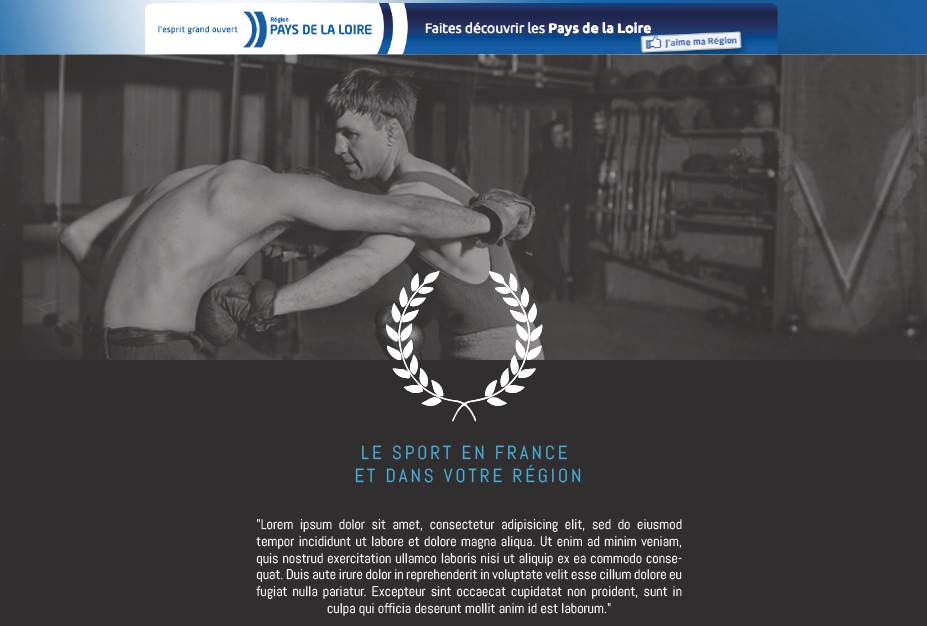 l'esprit grand ouvert
Région
PAYS DE LA LOIRE
Faites découvrir les Pays de la Loire
J'aime ma Région
LE SPORT EN FRANCE
ET DANS VOTRE RÉGION
"Lorem ipsum dolor sit amet, consectetur adipisicing elit, sed do eiusmod
tempor incididunt ut labore et dolore magna aliqua. Ut enim ad minim veniam,
quis nostrud exercitation ullamco laboris nisi ut aliquip ex ea commodo conse-
quat. Duis aute irure dolor in reprehenderit in voluptate velit esse cillum dolore eu
fugiat nulla pariatur. Excepteur sint occaecat cupidatat non proident, sunt in
culpa qui officia deserunt mollit anim id est laborum."